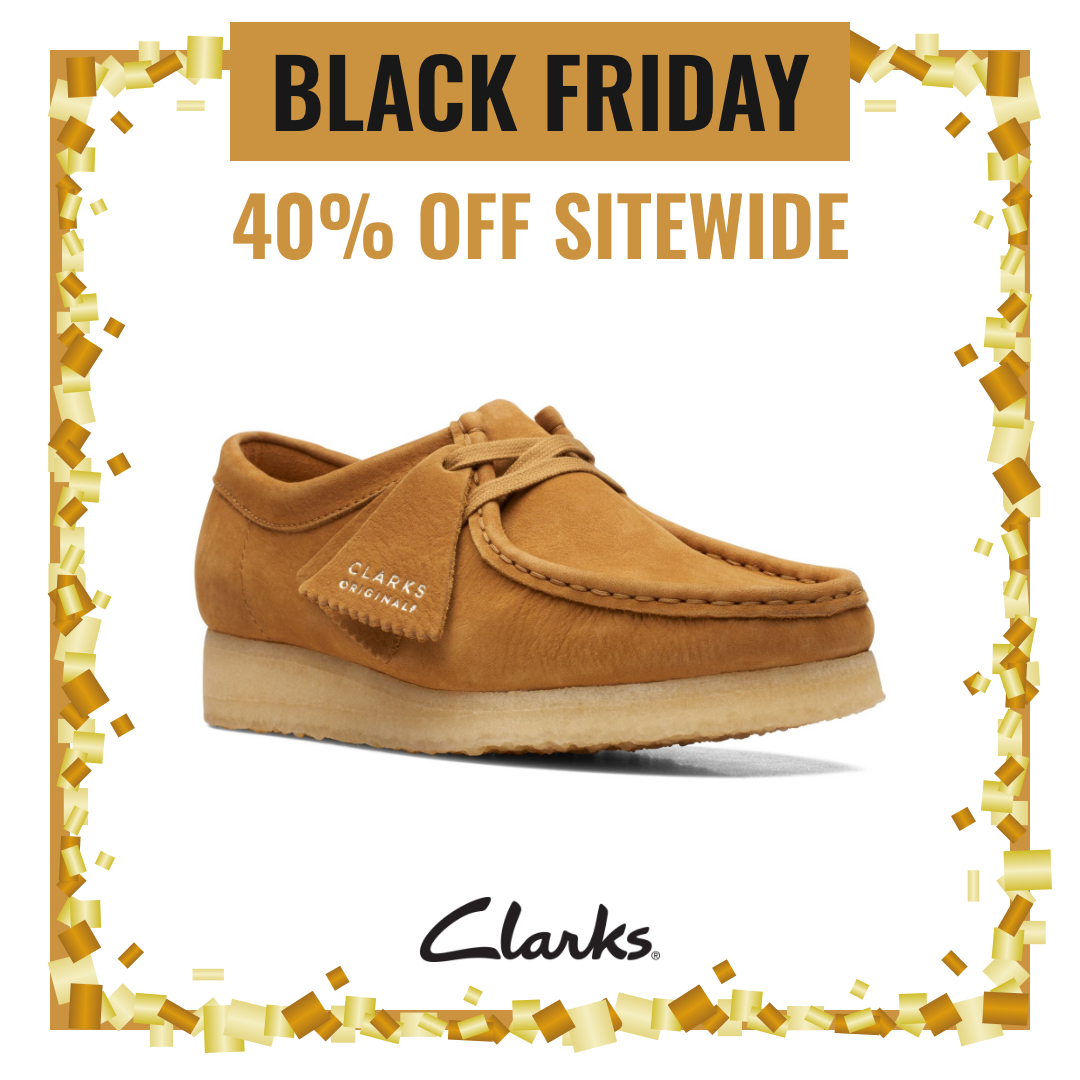 BLACK FRIDAY
40% OFF SITEWIDE
CLARKS
ORIGINALS
Clarks®